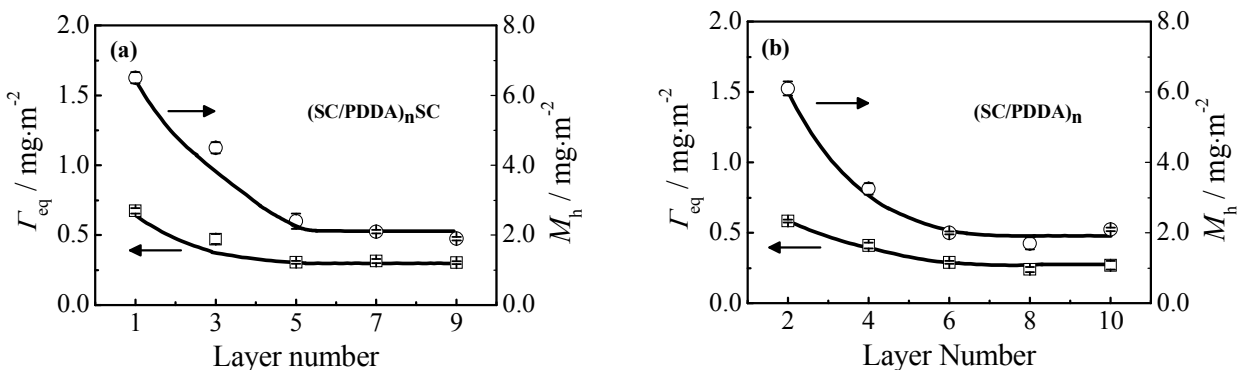 (a)
(SC/PDDA)nSC
2.0
1.5
1.0
0.5
0.0
8.0
6.0
4.0
2.0
0.0
1 3 5 7 9
Layer number
Γeq / mg·m-2
Mh / mg·m-2
(b)
(SC/PDDA)n
2.0
1.5
1.0
0.5
0.0
8.0
6.0
4.0
2.0
0.0
2 4 6 8 10
Layer Number
Γeq / mg·m-2
Mh / mg·m-2